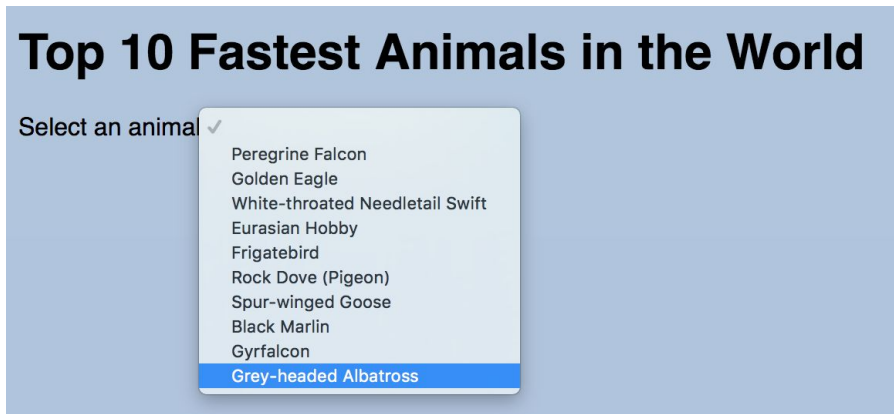 Top 10 Fastest Animals in the World
Select an animal
Peregrine Falcon
Golden Eagle
White-throated Needletail Swift
Eurasian Hobby
Frigatebird
Rock Dove (Pigeon)
Spur-winged Goose
Black Marlin
Gyrfalcon
Grey-headed Albatross